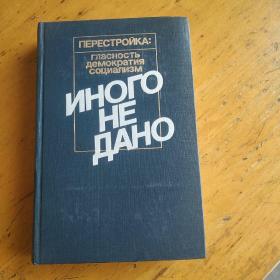 ПЕРЕСТРОЙКА:
гласность
демократия
социализм
ИНОГО
НЕ
ДАНО